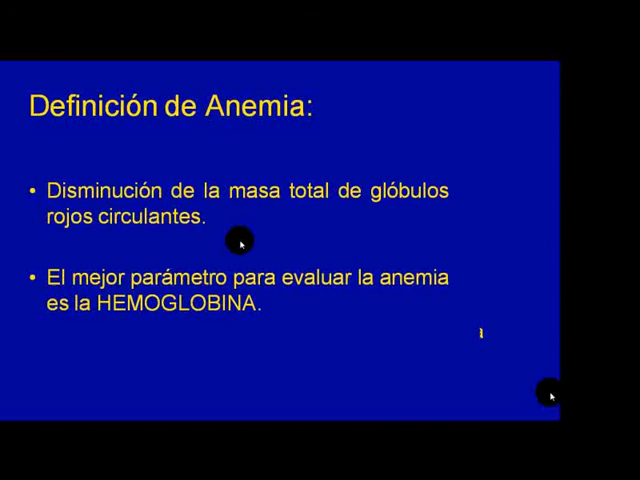 Definición de Anemia:
• Disminución de la masa total de glóbulos
rojos circulantes.
• El mejor parámetro para evaluar la anemia
es la HEMOGLOBINA.
a